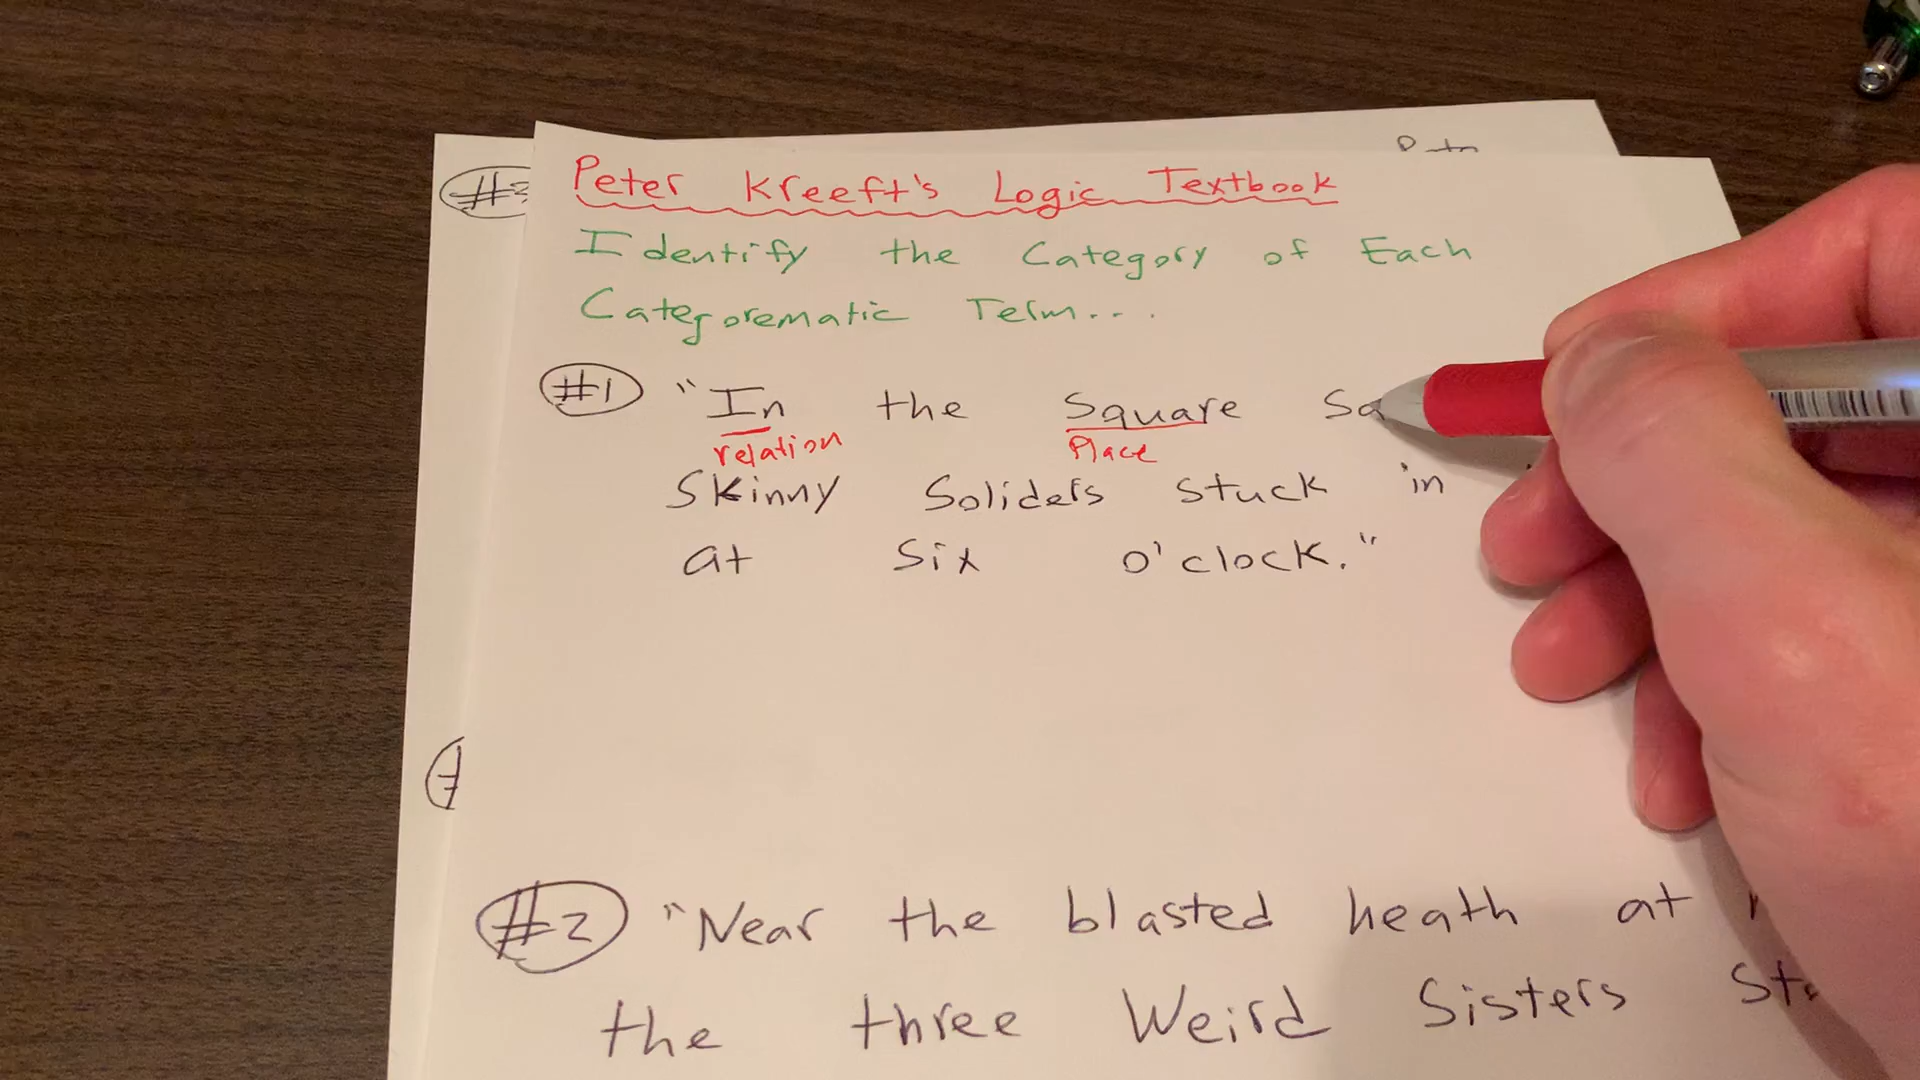 Peter Kreeft's Logic Textbook
Identify the Category of Each
Categorematic Term...
#1 "In the Square
relation Place
Skinny Soliders stuck in
at Six o'clock."
#2 "Near the blasted heath at
the three Weird Sisters